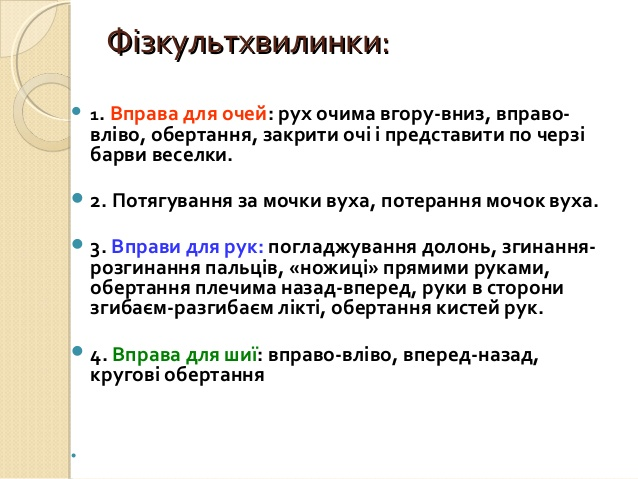 Фізкультхвилинки:
1. Вправа для очей: рух очима вгору-вниз, вправо-
вліво, обертання, закрити очі і представити по черзі
барви веселки.
2. Потягування за мочки вуха, потерання мочок вуха.
3. Вправи для рук: погладжування долонь, згинання-
розгинання пальців, «ножиці» прямими руками,
обертання плечима назад-вперед, руки в сторони
згибаєм-разгибаєм лікті, обертання кистей рук.
4. Вправа для шиї: вправо-вліво, вперед-назад,
кругові обертання